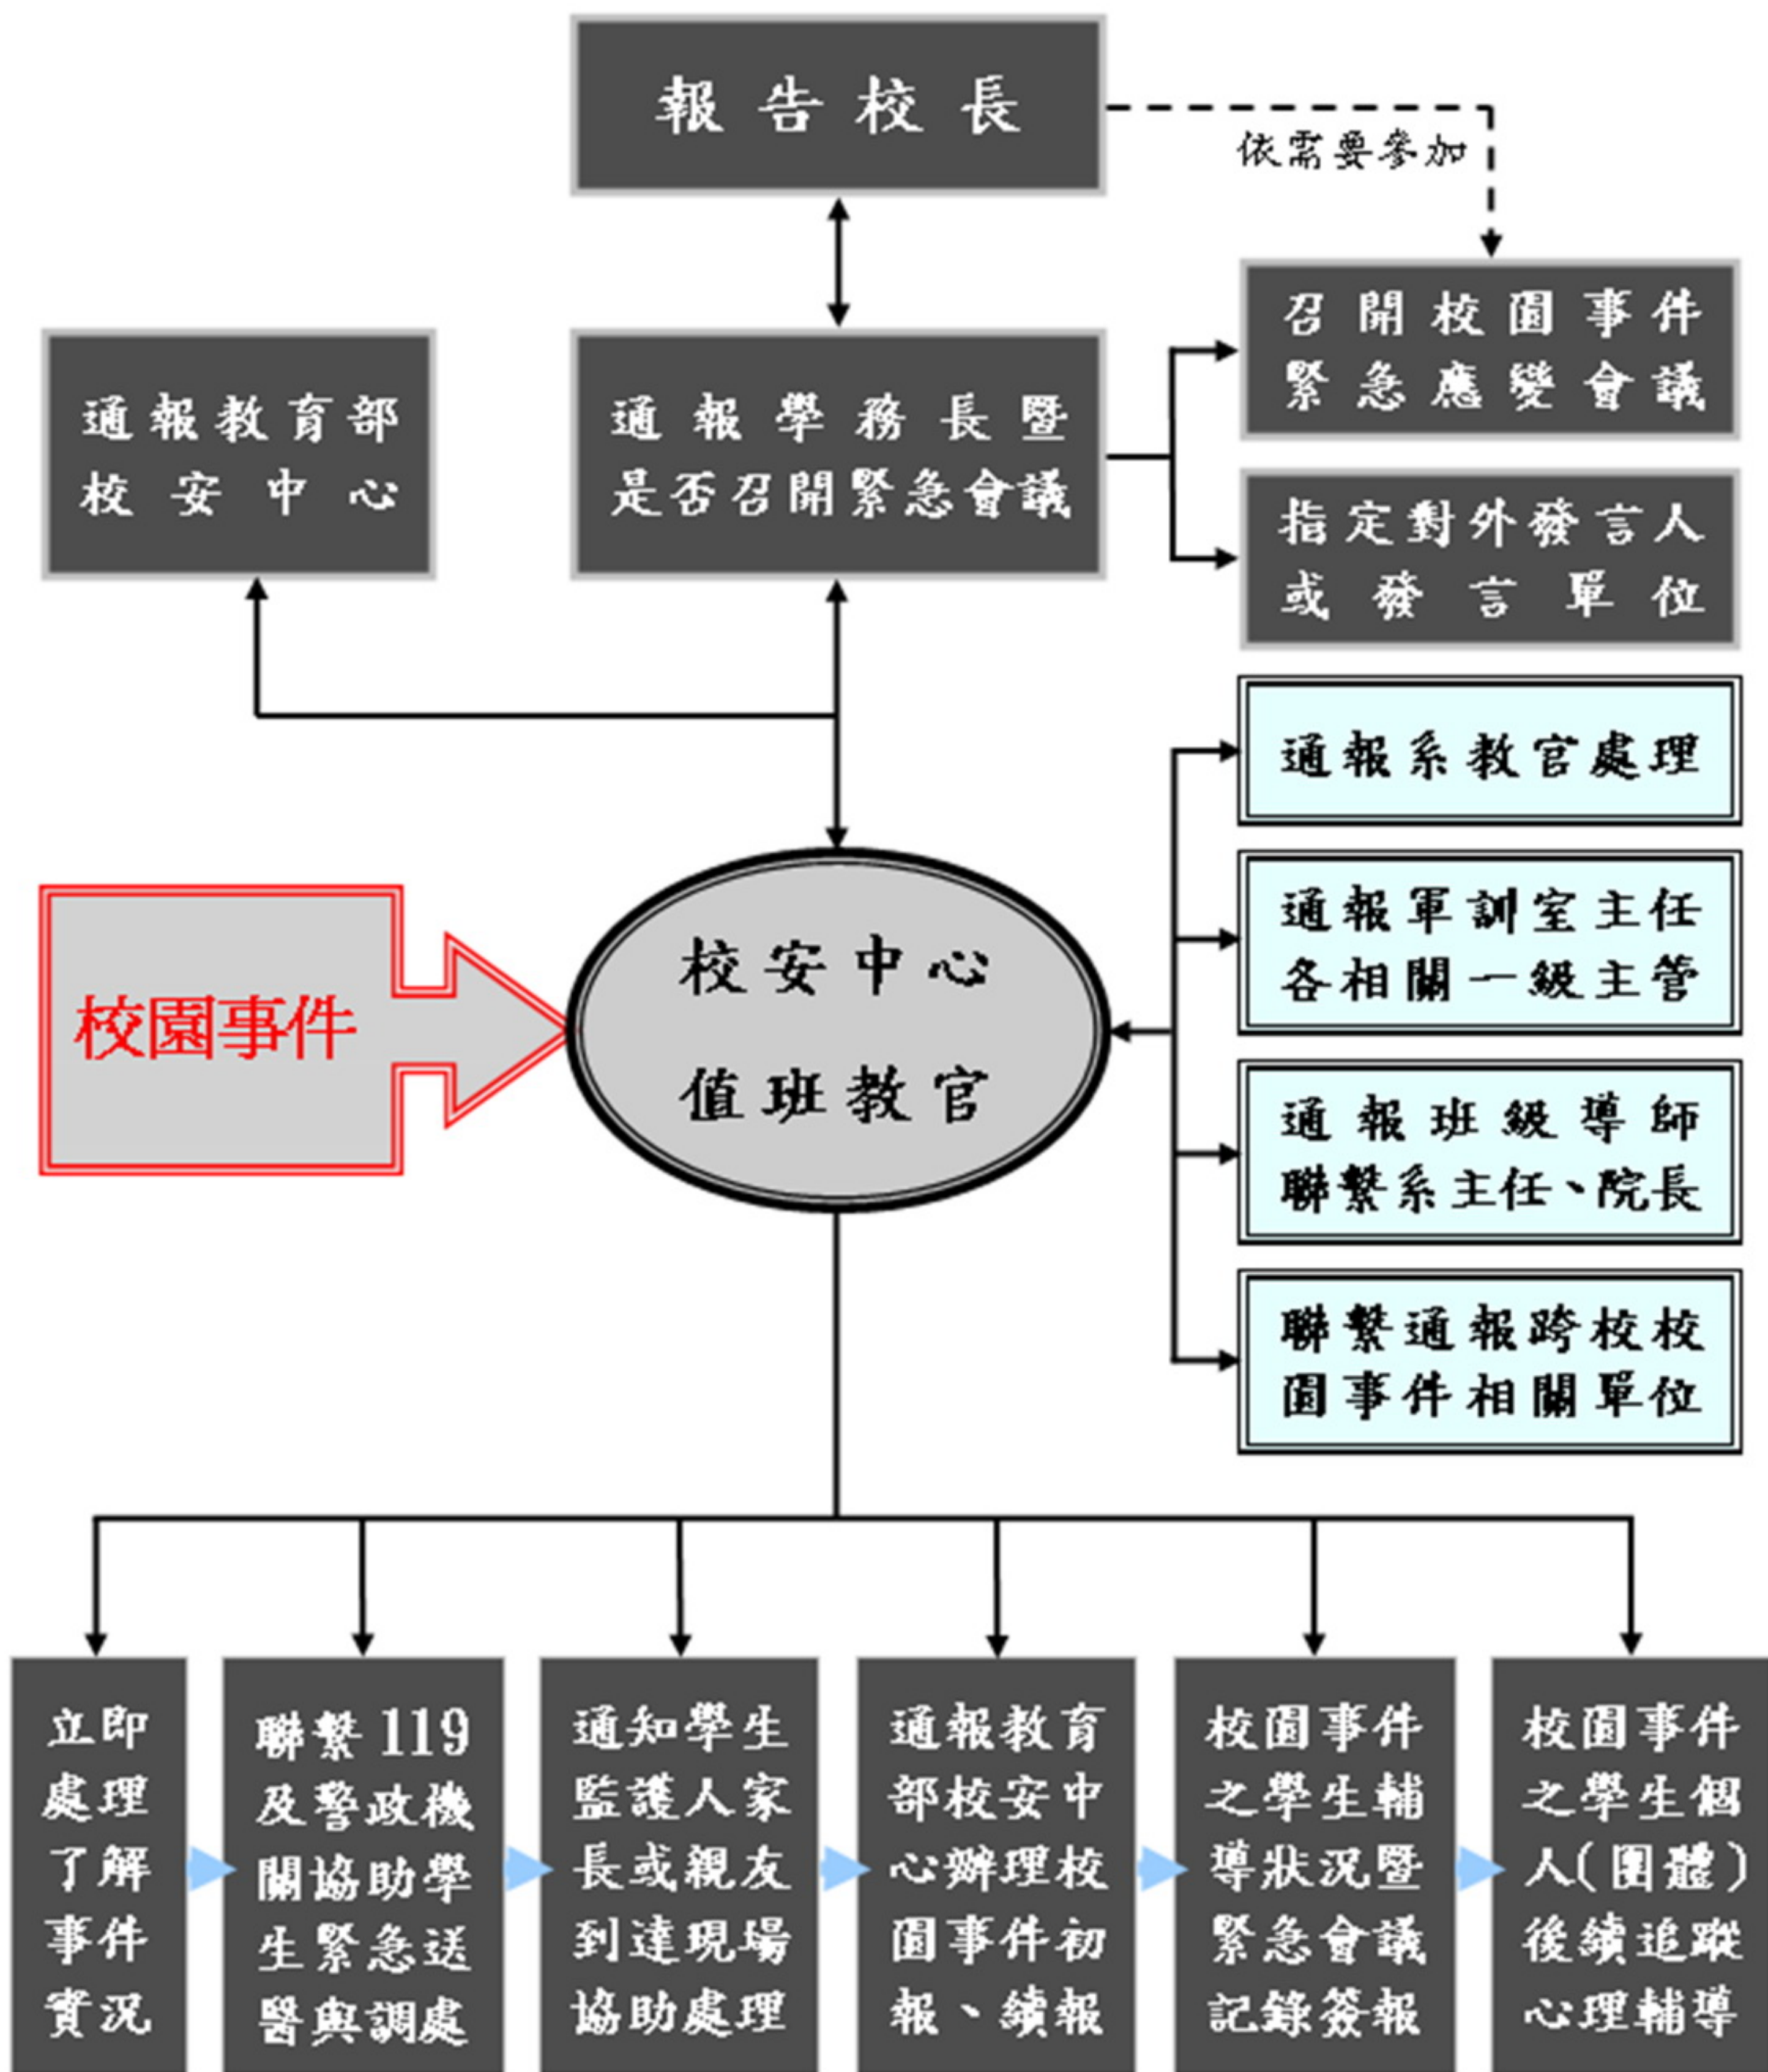 報告校長
依需要參加
召開校園事件
緊急應變會議
通報教育部
校安中心
通報學務長暨
是否召開緊急會議
指定對外發言人
或發言單位
通報系教官處理
校園事件
校安中心
值班教官
通報軍訓室主任
各相關一級主管
通報班級導師
聯繫系主任、院長
聯繫通報跨校校
園事件相關單位
立即
處理
了解
事件
實況
聯繫119
及警政機
關協助學
生緊急送
醫與調處
通知學生
監護人家
長或親友
到達現場
協助處理
通報教育
部校安中
心辦理校
園事件初
報、續報
校園事件
之學生輔
導狀況暨
緊急會議
記錄簽報
校園事件
之學生個
人(團體)
後續追蹤
心理輔導